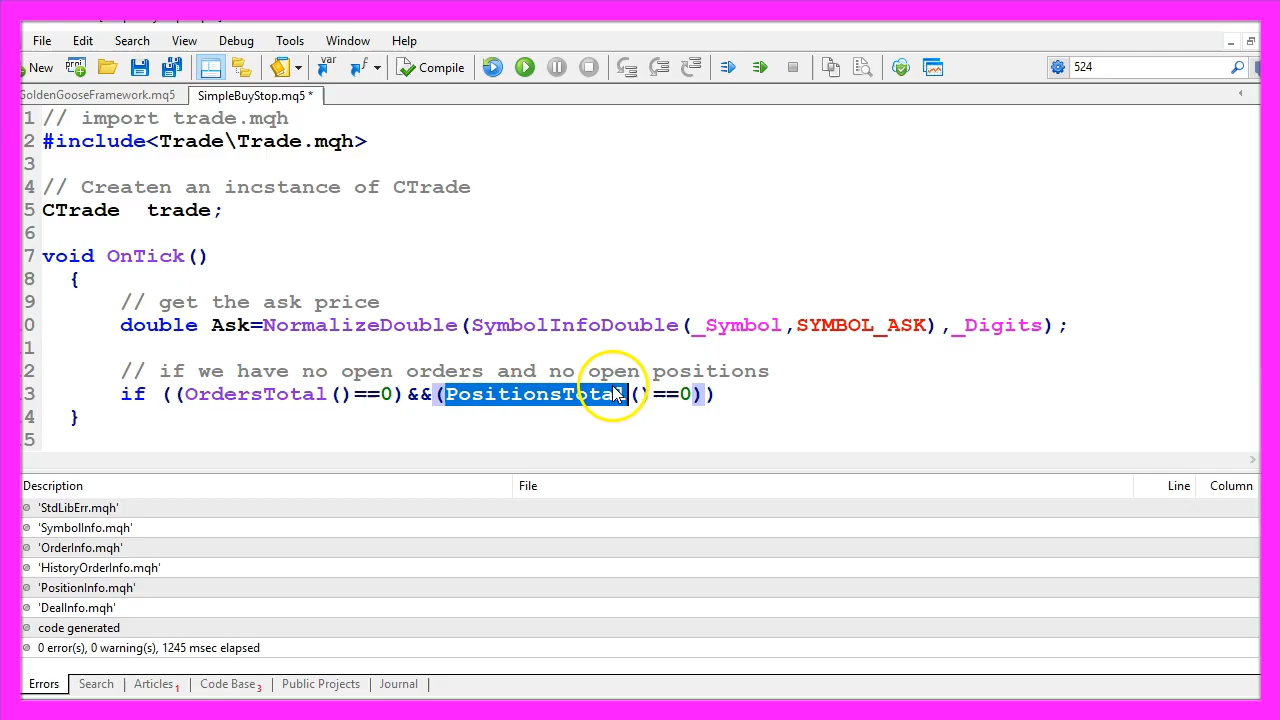 File Edit Search View Debug Tools Window Help
New Compile 524
GoldenGooseFramework.mq5 SimpleBuyStop.mq5 *
1 // import trade.mqh
2 #include<Trade\Trade.mqh>
3
4 // Createn an incstance of CTrade
5 CTrade trade;
6
7 void OnTick()
8 {
9 // get the ask price
0 double Ask=NormalizeDouble(SymbolInfoDouble(_Symbol,SYMBOL_ASK),_Digits);
1
2 // if we have no open orders and no open positions
3 if ((OrdersTotal()==0)&&(PositionsTotal()==0))
4 }
5
Description File Line Column
'StdLibErr.mqh'
'SymbolInfo.mqh'
'OrderInfo.mqh'
'HistoryOrderInfo.mqh'
'PositionInfo.mqh'
'DealInfo.mqh'
code generated
0 error(s), 0 warning(s), 1245 msec elapsed
Errors Search Articles 1 Code Base 3 Public Projects Journal